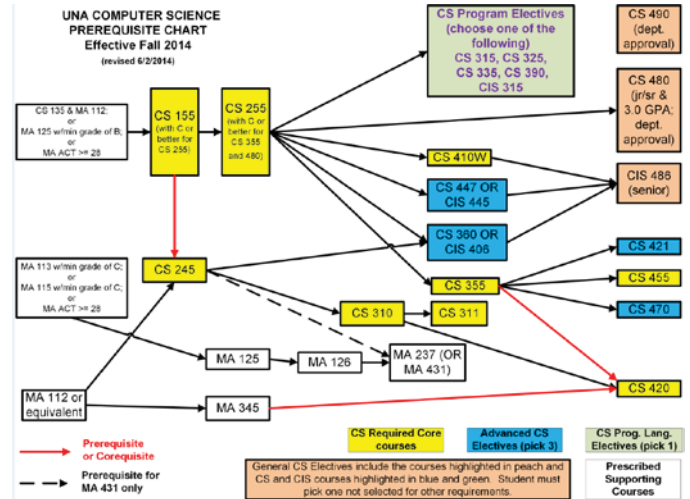 UNA COMPUTER SCIENCE
PREREQUISITE CHART
Effective Fall 2014
(revised 6/2/2014)
CS 135 & MA 112;
or
MA 125 w/min grade of B;
or
MA ACT >= 28
CS 155
(with C or
better for
CS 255)
CS 255
(with C or
better for
CS 355
and 480)
CS Program Electives
(choose one of the
following)
CS 315, CS 325,
CS 335, CS 390,
CIS 315
CS 490
(dept.
approval)
CS 480
(jr/sr &
3.0 GPA;
dept.
approval)
CS 410W
CS 447 OR
CIS 445
CIS 486
(senior)
CS 360 OR
CIS 406
MA 113 w/min grade of C;
or
MA 115 w/min grade of C;
or
MA ACT >= 28
CS 245
CS 355
CS 421
CS 455
CS 470
CS 310
CS 311
MA 125
MA 126
MA 237 (OR
MA 431)
MA 112 or
equivalent
MA 345
CS 420
Prerequisite
or Corequisite
Prerequisite for
MA 431 only
CS Required Core
courses
Advanced CS
Electives (pick 3)
CS Prog. Lang.
Electives (pick 1)
General CS Electives include the courses highlighted in peach and
CS and CIS courses highlighted in blue and green. Student must
pick one not selected for other requirements.
Prescribed
Supporting
Courses